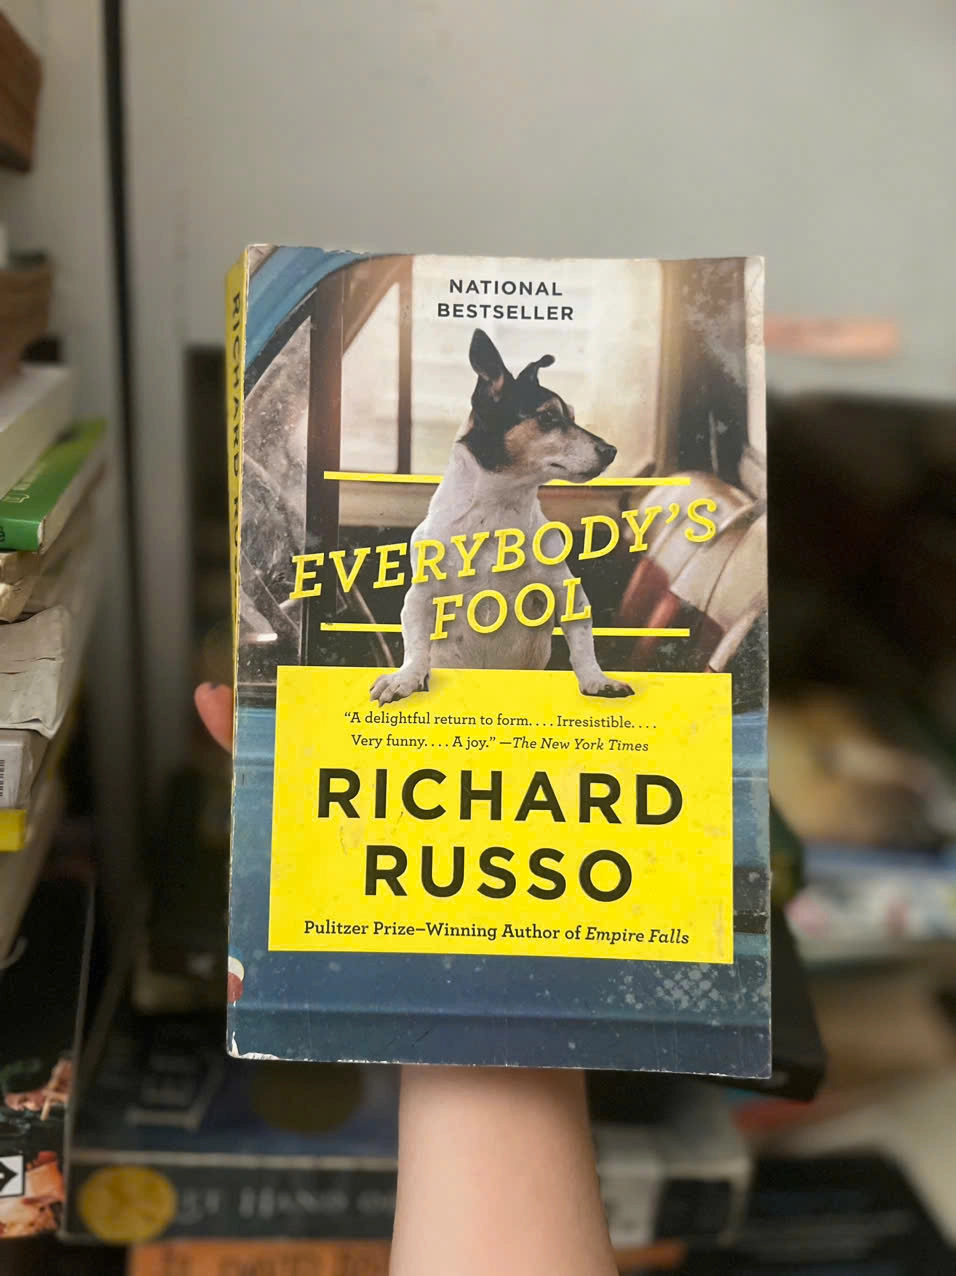 NATIONAL
BESTSELLER
EVERYBODY'S
FOOL
“A delightful return to form. . . . Irresistible. . . .
Very funny. . . . A joy.” —The New York Times
RICHARD
RUSSO
Pulitzer Prize–Winning Author of Empire Falls
RICHARD
HAND